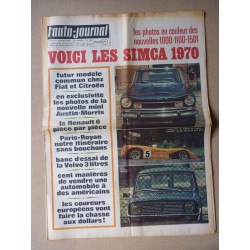 l'auto-journal
les photos en couleur des
nouvelles 1000-1100-1501
VOICI LES SIMCA 1970
futur modèle
commun chez
Fiat et Citroën
en exclusivité
les photos de la
nouvelle mini
Austin-Morris
la Renault 6
pièce par pièce
Paris-Royan
notre itinéraire
sans bouchons
banc d'essai de
la Volvo 3 litres
cent manières
de vendre une
automobile à
des américains
les coureurs
européens vont
faire la chasse
aux dollars !
5